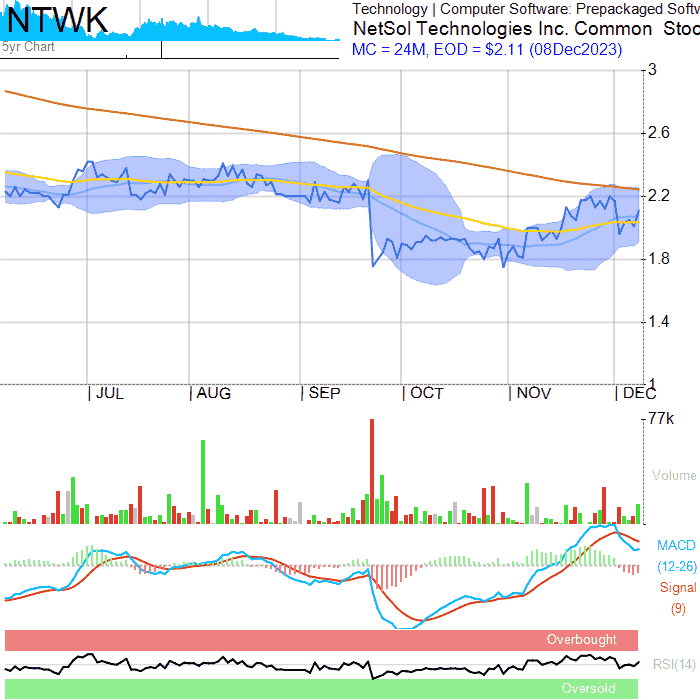 NTWK
5yr Chart
Technology | Computer Software: Prepackaged Softw
NetSol Technologies Inc. Common Stoc
MC = 24M, EOD = $2.11 (08Dec2023)
3
2.6
2.2
1.8
1.4
1
JUL AUG SEP OCT NOV DEC
77k
Volume
MACD
(12-26)
Signal
(9)
Overbought
RSI(14)
Oversold